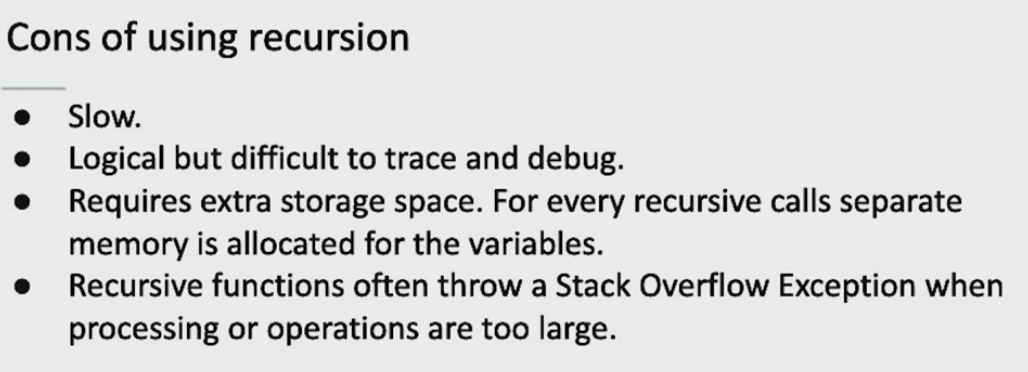 Cons of using recursion
● Slow.
● Logical but difficult to trace and debug.
● Requires extra storage space. For every recursive calls separate
memory is allocated for the variables.
● Recursive functions often throw a Stack Overflow Exception when
processing or operations are too large.